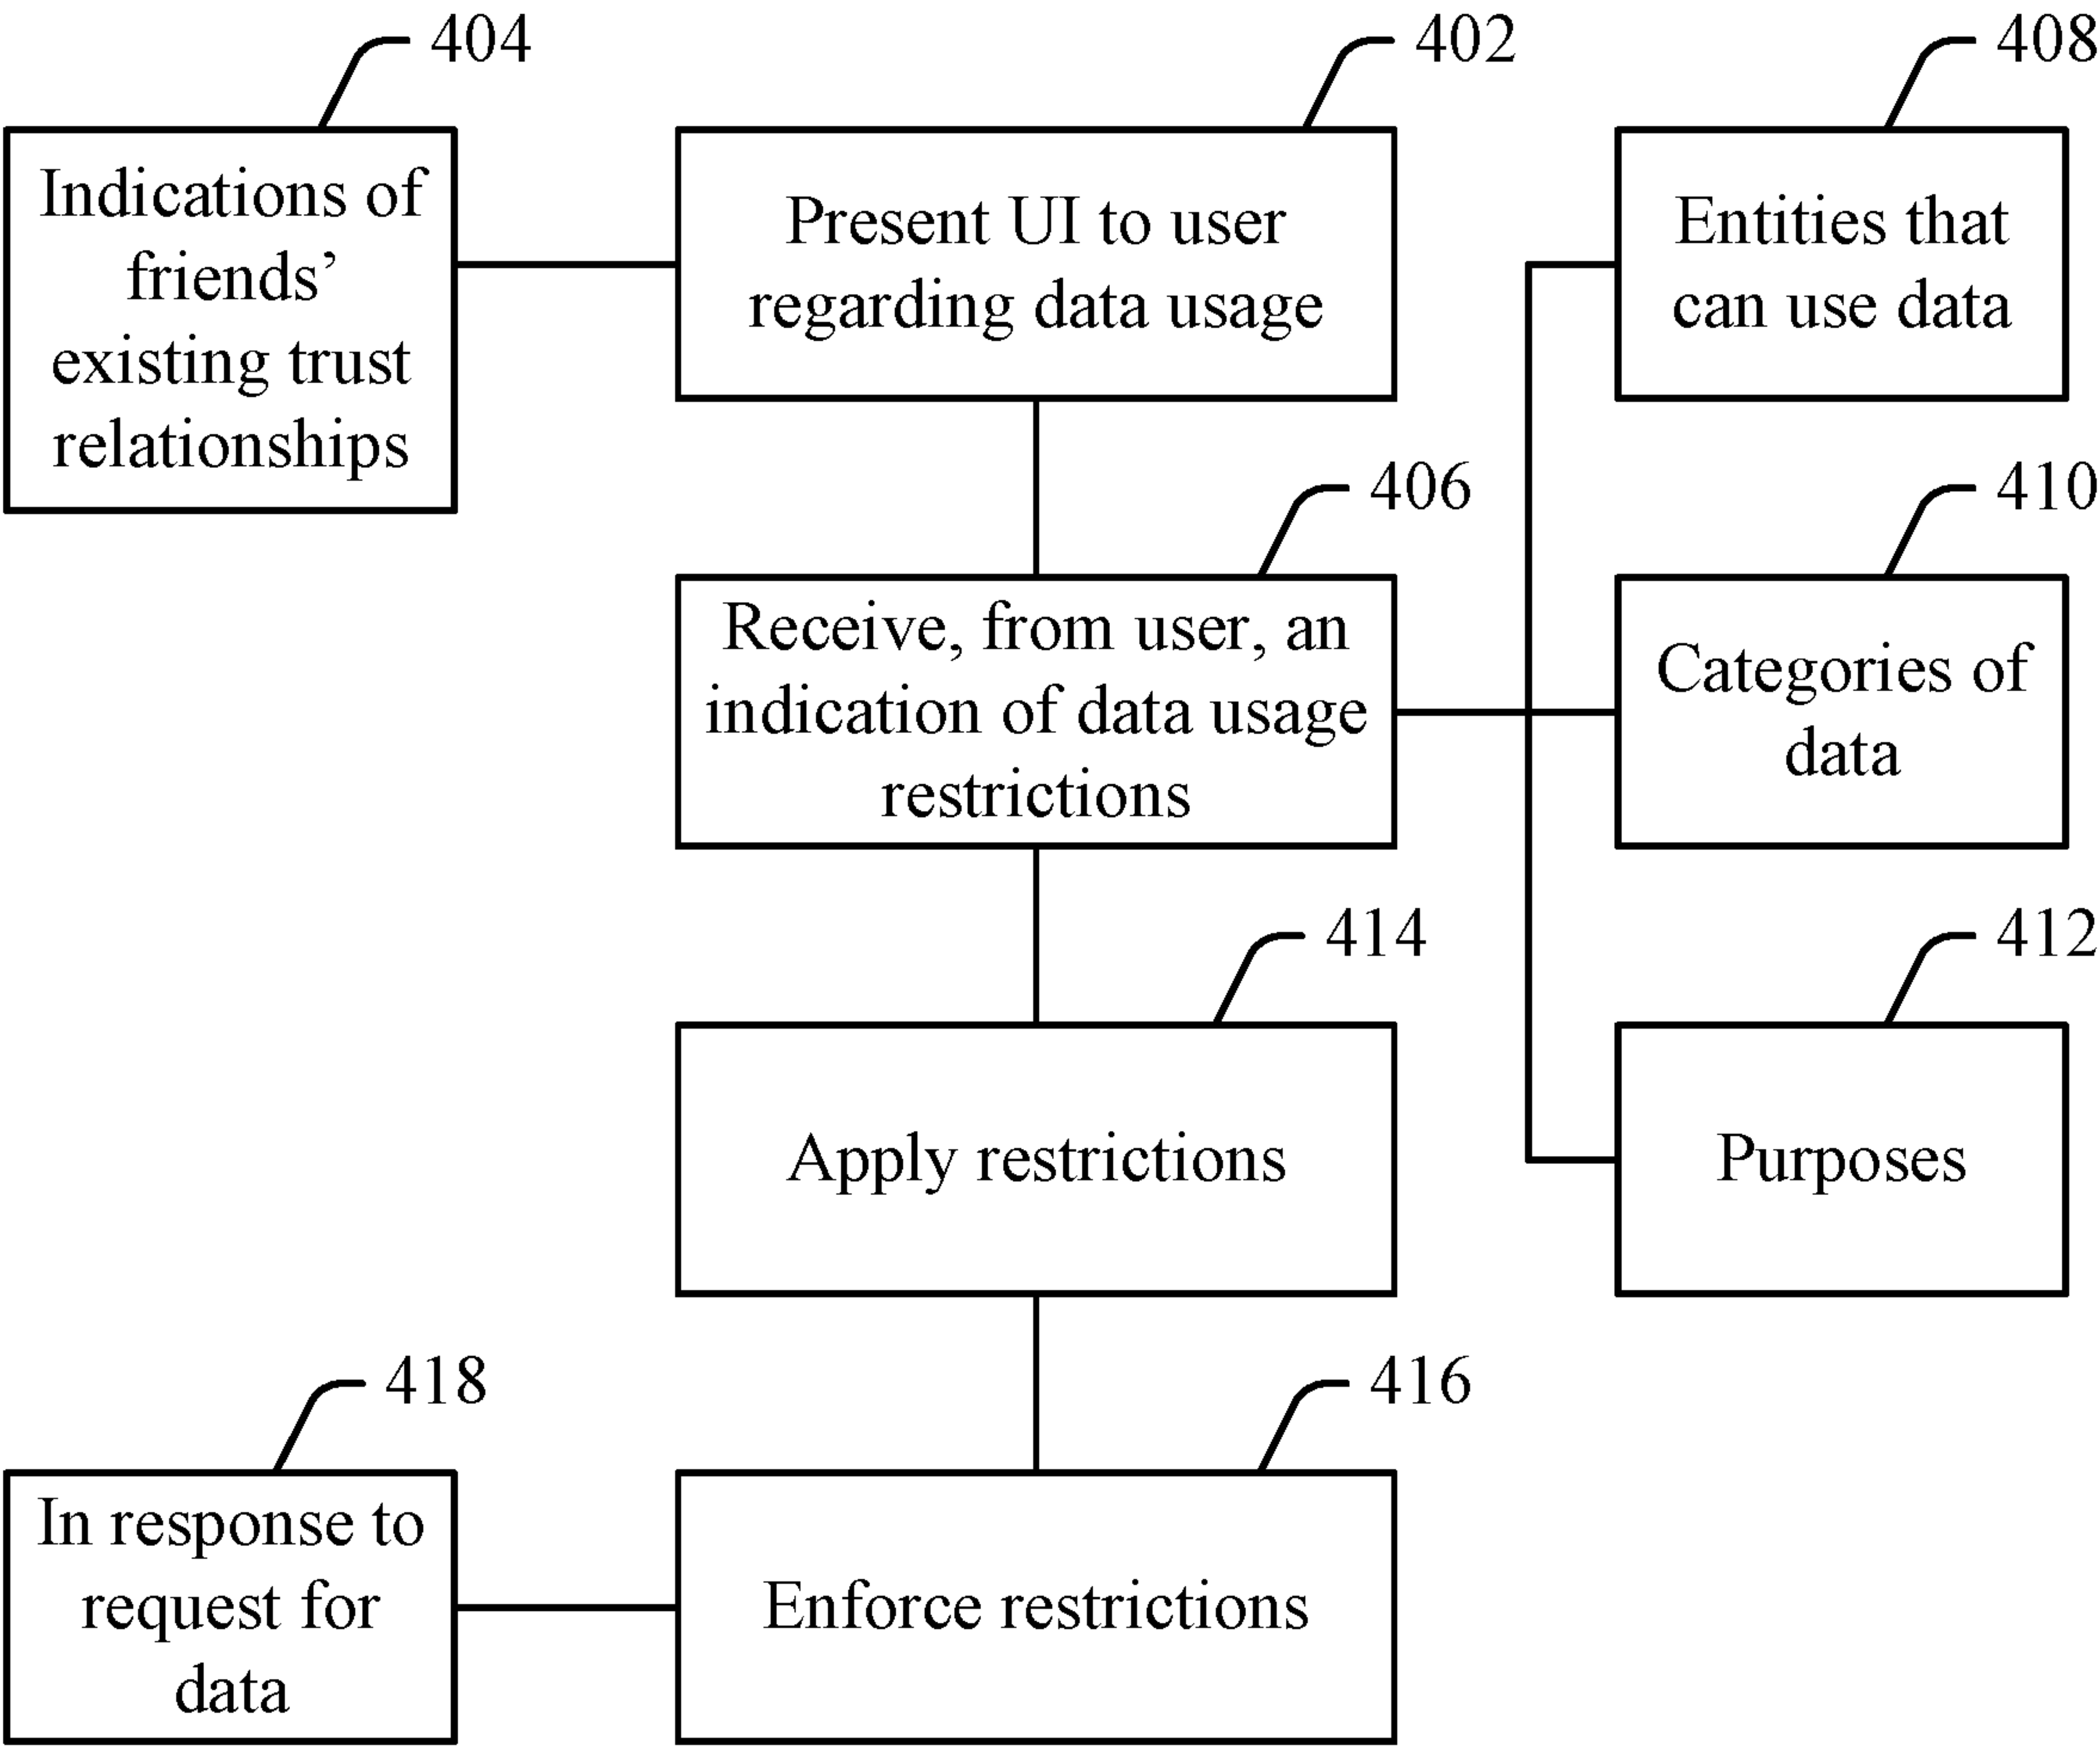 404
Indications of
friends’
existing trust
relationships
402
Present UI to user
regarding data usage
408
Entities that
can use data
406
Receive, from user, an
indication of data usage
restrictions
410
Categories of
data
414
Apply restrictions
412
Purposes
418
In response to
request for
data
416
Enforce restrictions